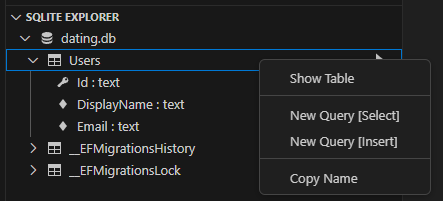 SQLITE EXPLORER
dating.db
Users
Id : text
DisplayName : text
Email : text
__EFMigrationsHistory
__EFMigrationsLock
Show Table
New Query [Select]
New Query [Insert]
Copy Name